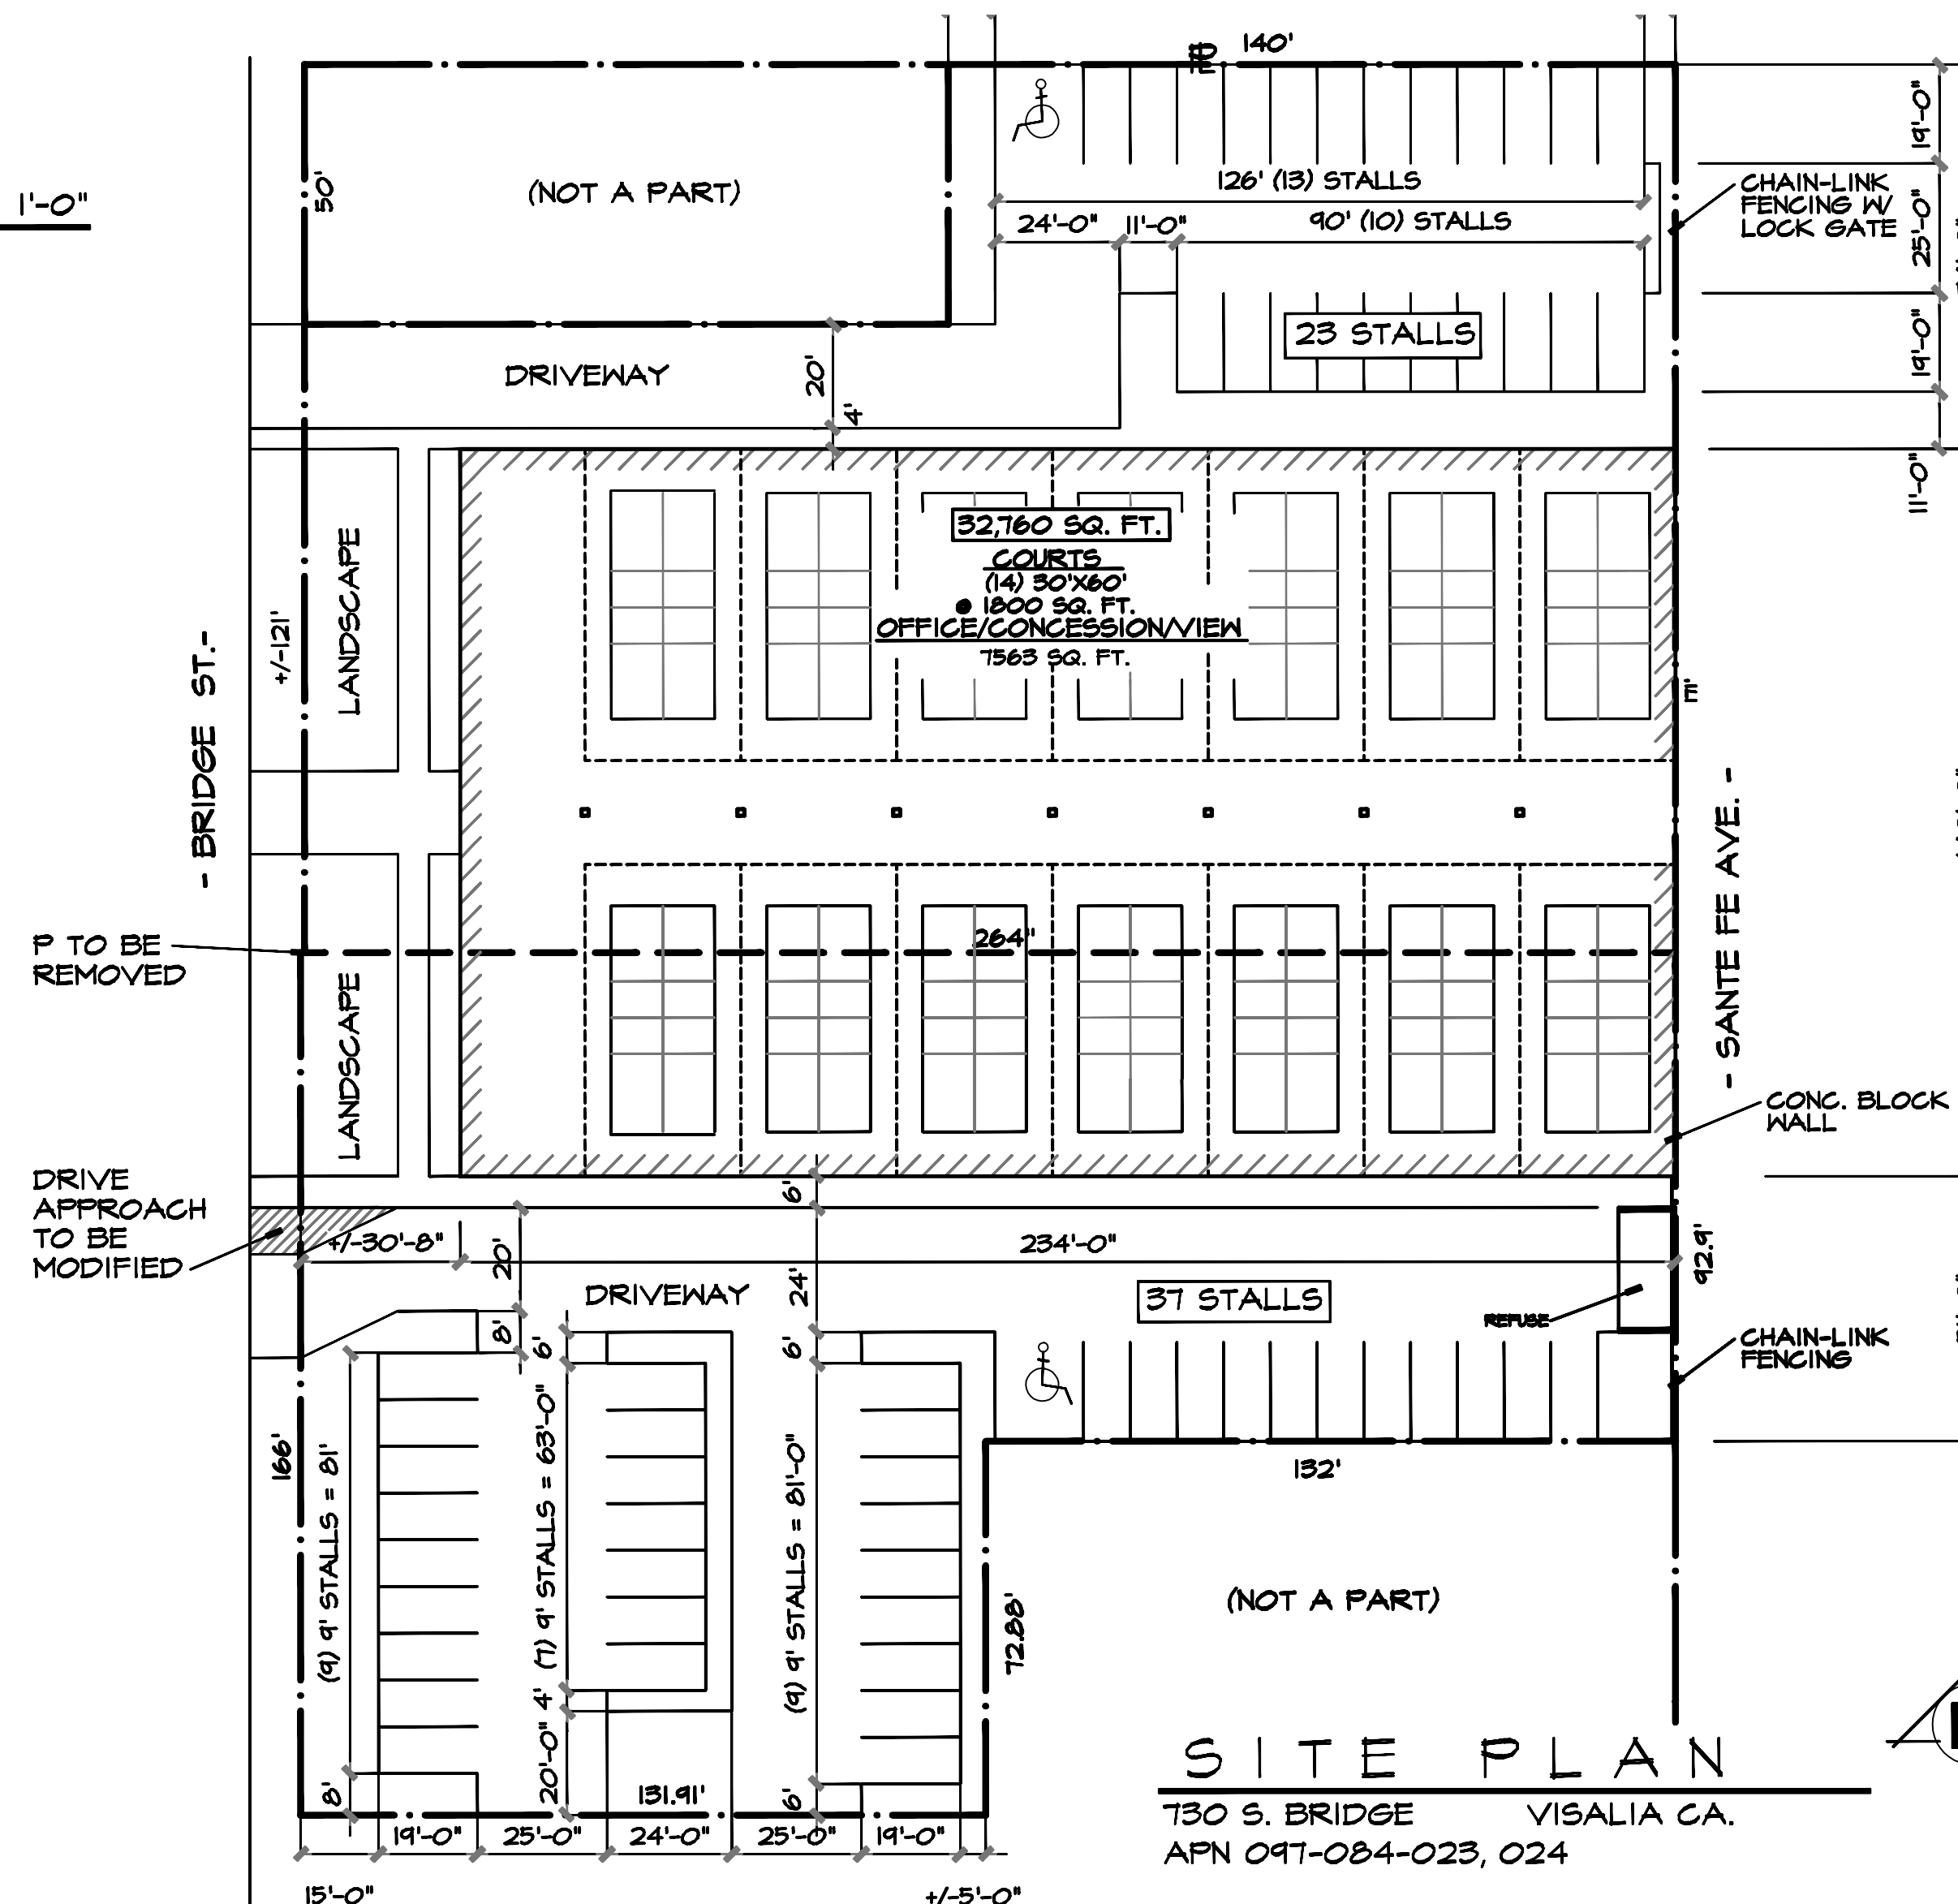 140'
1'-0"
50'
(NOT A PART)
126' (13) STALLS
24'-0"
11'-0"
90' (10) STALLS
CHAIN-LINK
FENCING W/
LOCK GATE
19'-0"
25'-0"
19'-0"
11'-0"
23 STALLS
DRIVEWAY
20'
4'
32,760 SQ. FT.
COURTS
(14) 30'X60'
@ 1800 SQ. FT.
OFFICE/CONCESSION/VIEW
7563 SQ. FT.
+/-121'
LANDSCAPE
- BRIDGE ST.-
- SANTE FE AVE. -
P TO BE
REMOVED
264"
LANDSCAPE
CONC. BLOCK
WALL
DRIVE
APPROACH
TO BE
MODIFIED
6'
+/-30'-8"
20'
234'-0"
92.9'
DRIVEWAY
24'
37 STALLS
REFUSE
8'
6'
6'
CHAIN-LINK
FENCING
166'
(9) 9' STALLS = 81'
(7) 9' STALLS = 63'-0"
(9) 9' STALLS = 81'-0"
132'
72.88'
(NOT A PART)
4'
20'-0"
8'
131.91'
6'
19'-0"
25'-0"
24'-0"
25'-0"
19'-0"
15'-0"
+/-5'-0"
SITE PLAN
730 S. BRIDGE VISALIA CA.
APN 097-084-023, 024